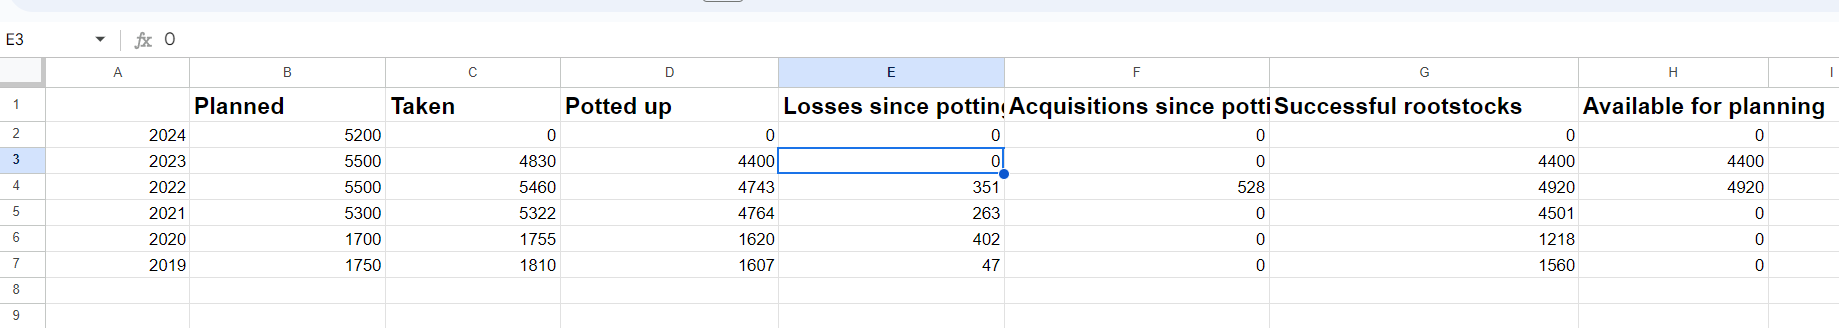 E3 fx 0
A B C D E F G H I
1 Planned Taken Potted up Losses since potting Acquisitions since potti Successful rootstocks Available for planning
2 2024 5200 0 0 0 0 0 0
3 2023 5500 4830 4400 0 0 4400 4400
4 2022 5500 5460 4743 351 528 4920 4920
5 2021 5300 5322 4764 263 0 4501 0
6 2020 1700 1755 1620 402 0 1218 0
7 2019 1750 1810 1607 47 0 1560 0
8
9